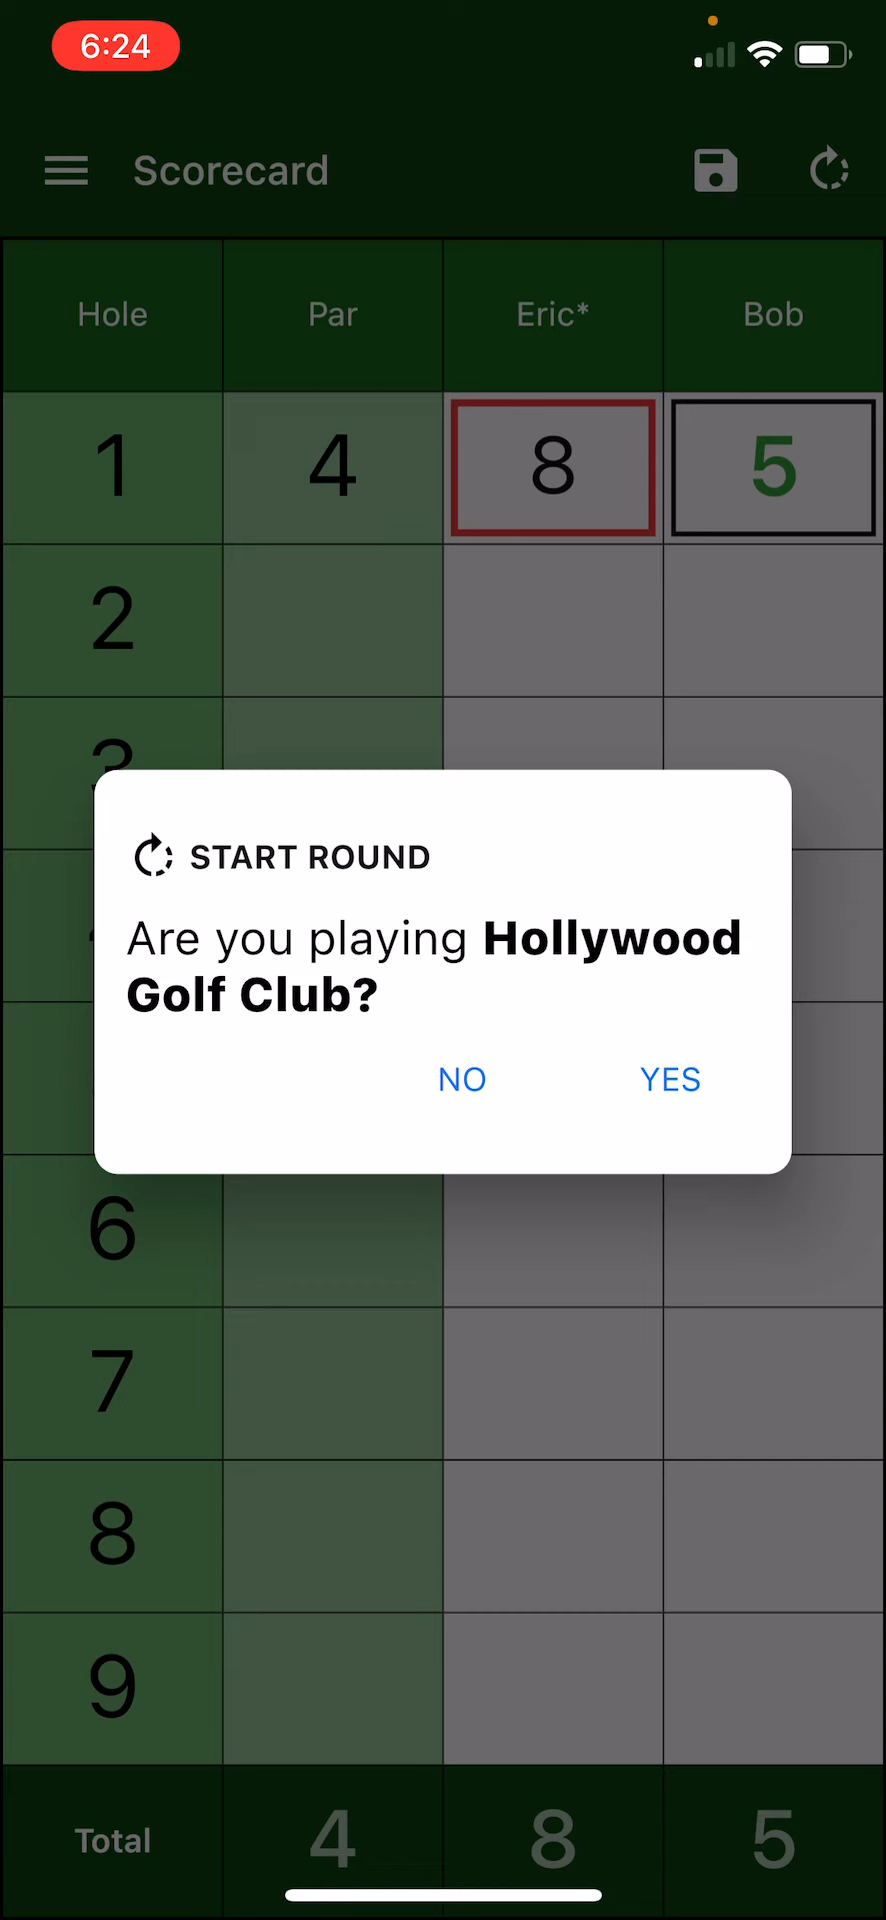 6:24
Scorecard
Hole Par Eric* Bob
1 4 8 5
2
3
START ROUND
Are you playing Hollywood
Golf Club?
NO YES
6
7
8
9
Total 4 8 5